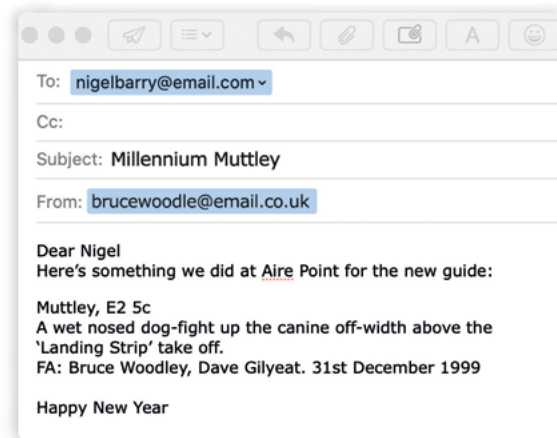 A
To: nigelbarry@email.com
Cc:
Subject: Millennium Muttley
From: brucewoodle@email.co.uk
Dear Nigel
Here’s something we did at Aire Point for the new guide:
Muttley, E2 5c
A wet nosed dog-fight up the canine off-width above the
‘Landing Strip’ take off.
FA: Bruce Woodley, Dave Gilyeat. 31st December 1999
Happy New Year